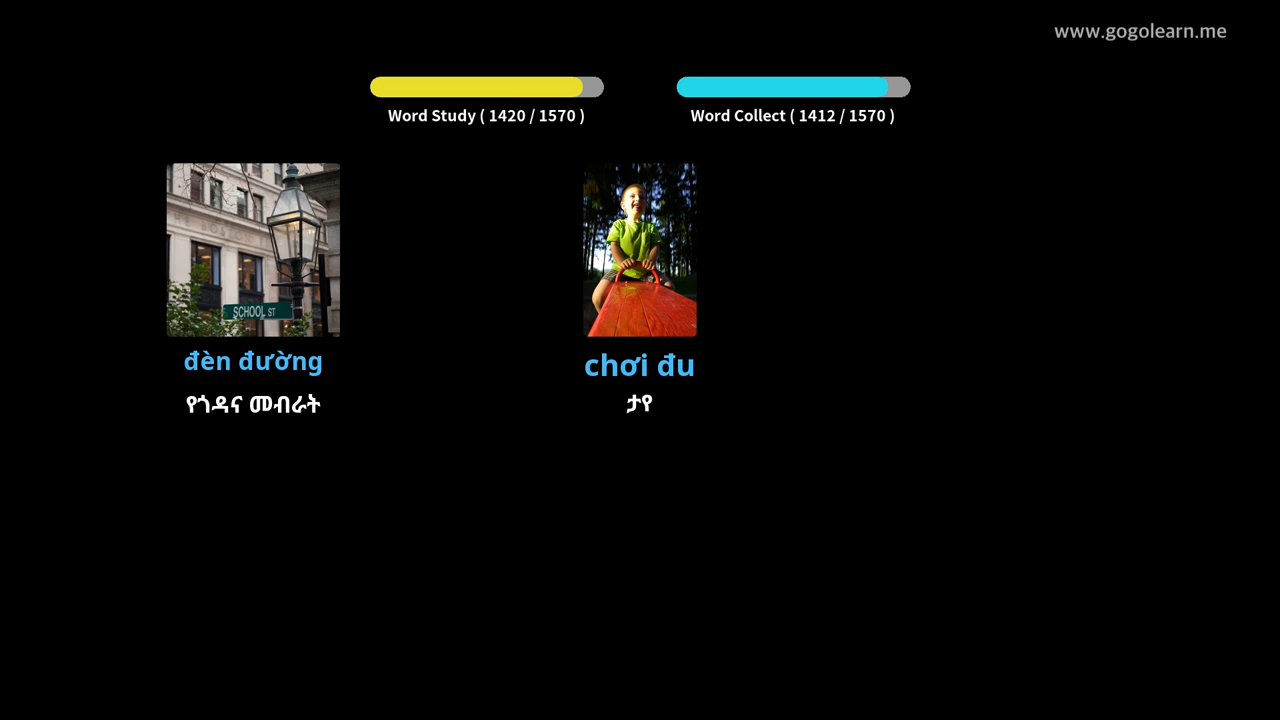 www.gogolearn.me
Word Study ( 1420 / 1570 )
Word Collect ( 1412 / 1570 )
SCHOOL ST
đèn đường
chơi đu
የጎዳና መብራት
ታየ